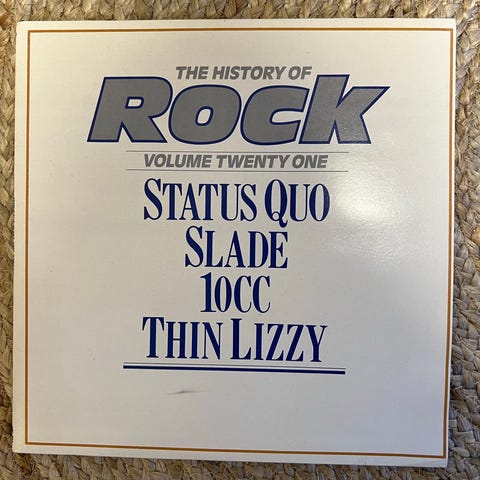 THE HISTORY OF
ROCK
VOLUME TWENTY ONE
STATUS QUO
SLADE
10CC
THIN LIZZY